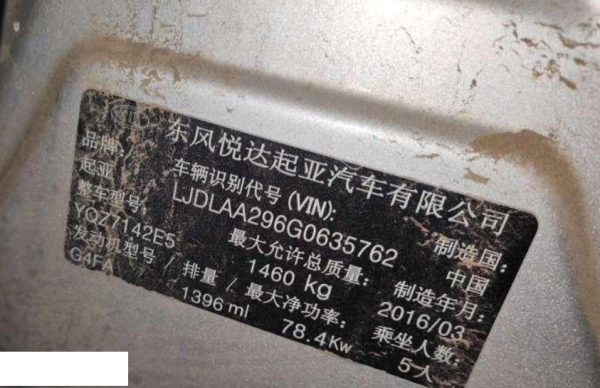 东风悦达起亚汽车有限公司
品牌: 车辆识别代号(VIN): 制造国:
起亚 LJDLAA296G0635762 中国
整车型号: 最大允许总质量: 制造年月:
YQZ7142E5 1460 kg 2016/03
发动机型号/排量/最大净功率: 乘坐人数:
G4FA 1396ml 78.4Kw 5人